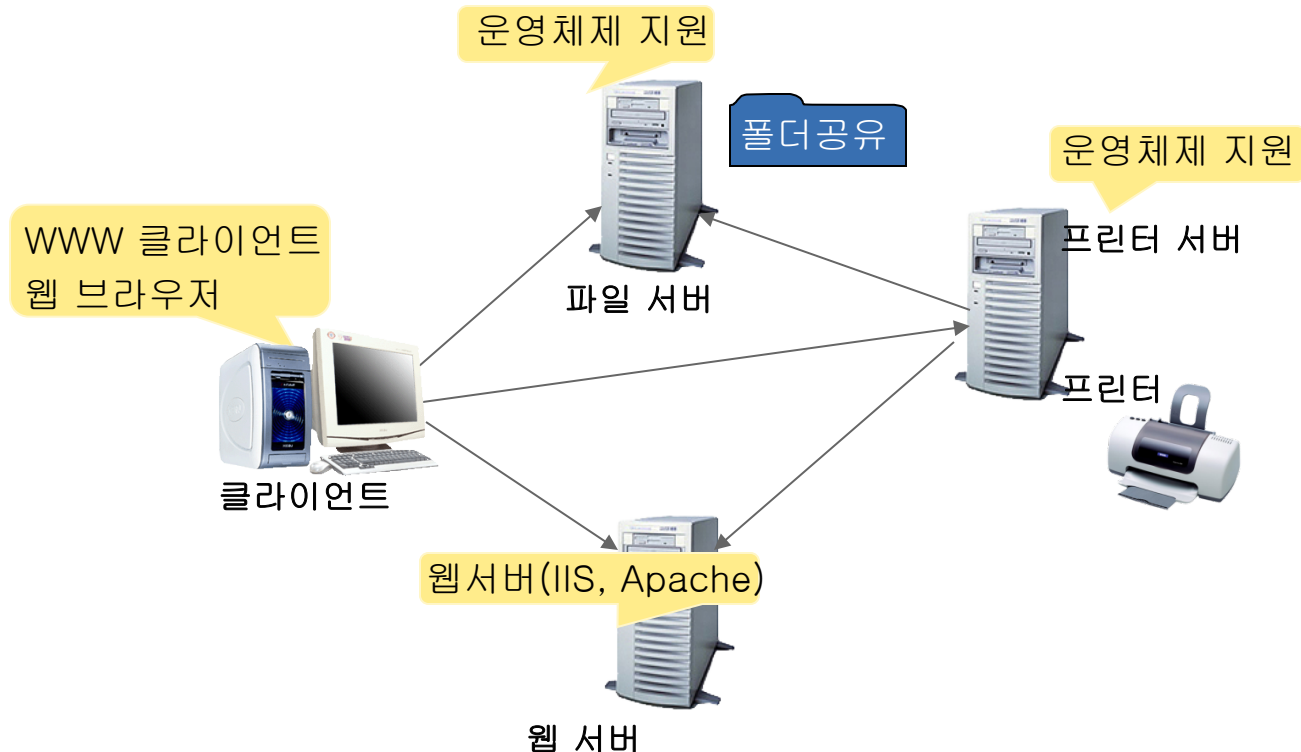 운영체제 지원
폴더공유
운영체제 지원
WWW 클라이언트
웹 브라우저
프린터 서버
파일 서버
프린터
클라이언트
웹서버(IIS, Apache)
웹 서버